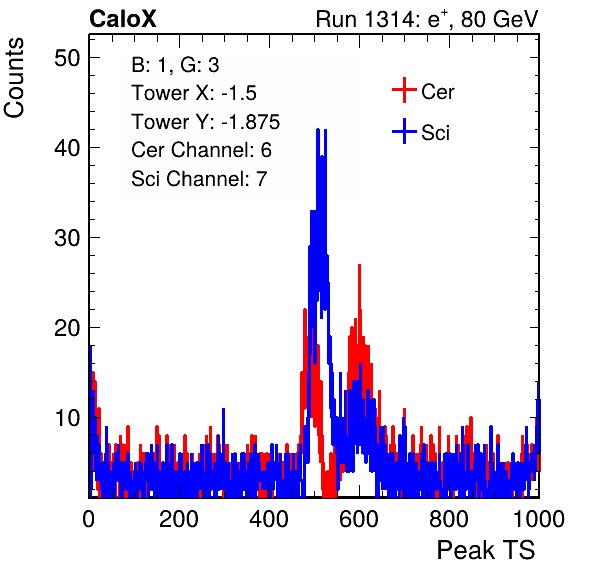 CaloX Run 1314: e⁺, 80 GeV
Counts
B: 1, G: 3
Tower X: -1.5
Tower Y: -1.875
Cer Channel: 6
Sci Channel: 7
Cer
Sci
50
40
30
20
10
0 200 400 600 800 1000
Peak TS